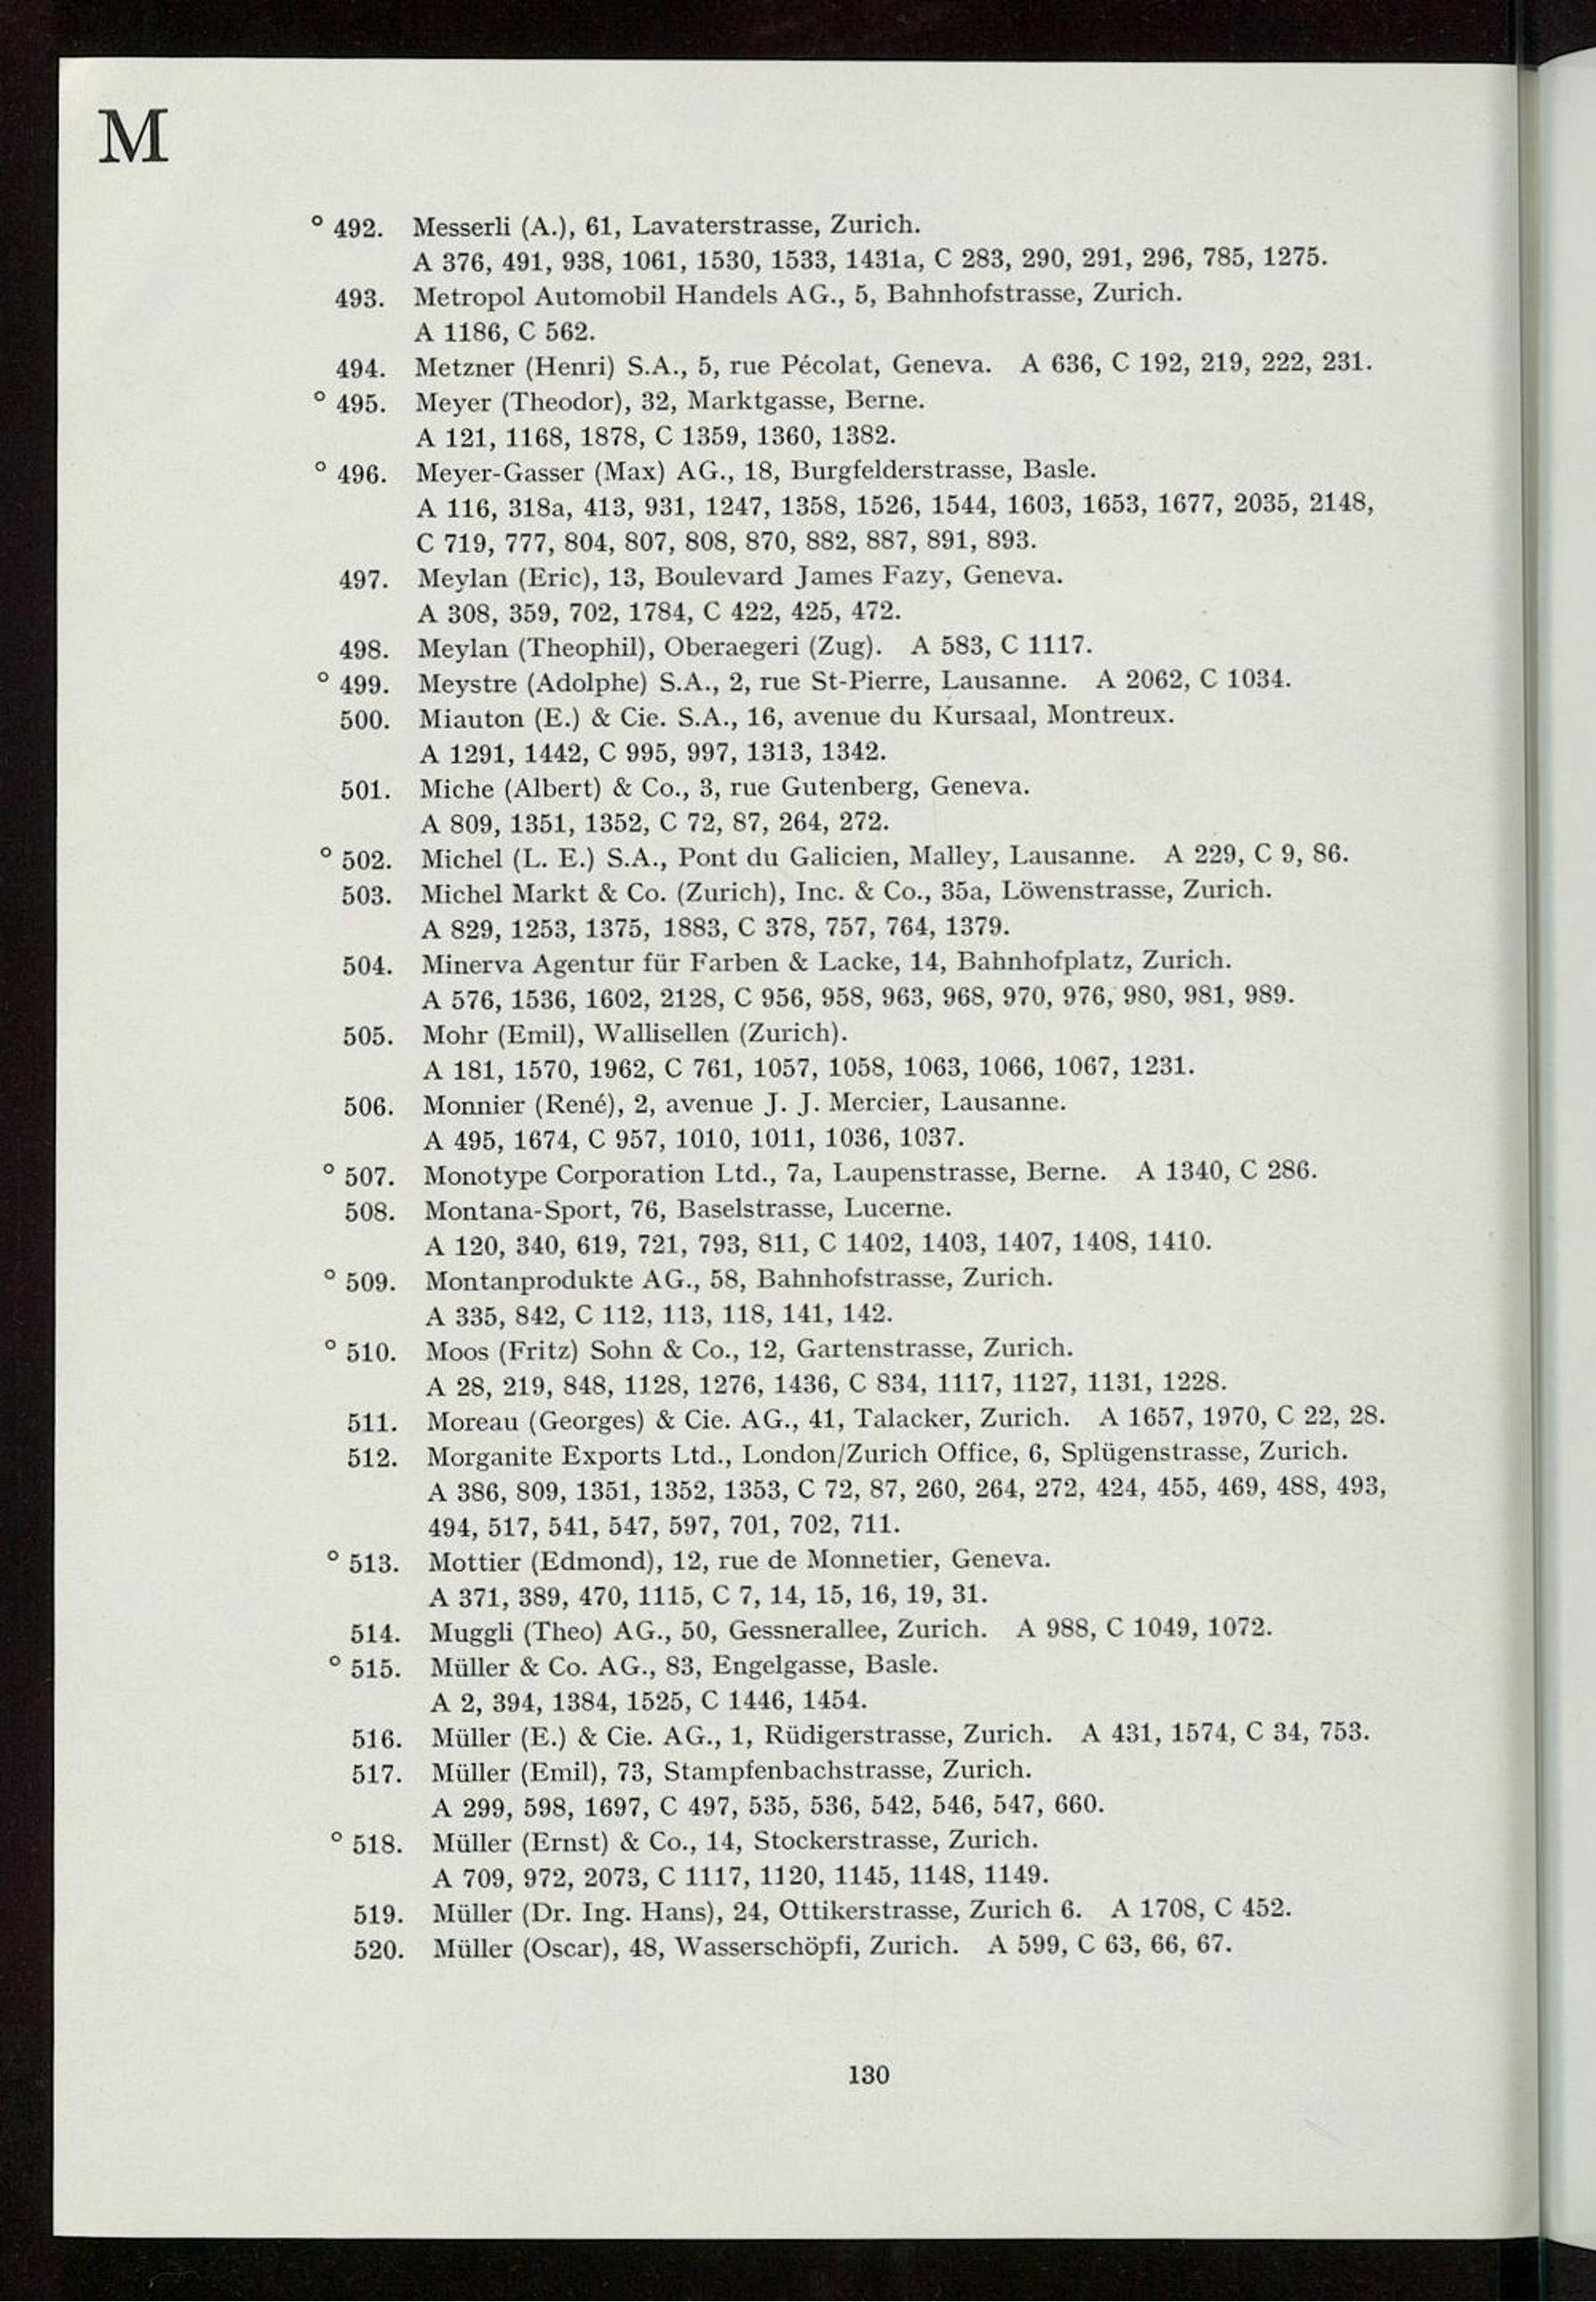 M
° 492. Messerli (A.), 61, Lavaterstrasse, Zurich.
A 376, 491, 938, 1061, 1530, 1533, 1431a, C 283, 290, 291, 296, 785, 1275.
493. Metropol Automobil Handels AG., 5, Bahnhofstrasse, Zurich.
A 1186, C 562.
494. Metzner (Henri) S.A., 5, rue Pécolat, Geneva. A 636, C 192, 219, 222, 231.
° 495. Meyer (Theodor), 32, Marktgasse, Berne.
A 121, 1168, 1878, C 1359, 1360, 1382.
° 496. Meyer-Gasser (Max) AG., 18, Burgfelderstrasse, Basle.
A 116, 318a, 413, 931, 1247, 1358, 1526, 1544, 1603, 1653, 1677, 2035, 2148,
C 719, 777, 804, 807, 808, 870, 882, 887, 891, 893.
497. Meylan (Eric), 13, Boulevard James Fazy, Geneva.
A 308, 359, 702, 1784, C 422, 425, 472.
498. Meylan (Theophil), Oberaegeri (Zug). A 583, C 1117.
° 499. Meystre (Adolphe) S.A., 2, rue St-Pierre, Lausanne. A 2062, C 1034.
500. Miauton (E.) & Cie. S.A., 16, avenue du Kursaal, Montreux.
A 1291, 1442, C 995, 997, 1313, 1342.
501. Miche (Albert) & Co., 3, rue Gutenberg, Geneva.
A 809, 1351, 1352, C 72, 87, 264, 272.
° 502. Michel (L. E.) S.A., Pont du Galicien, Malley, Lausanne. A 229, C 9, 86.
503. Michel Markt & Co. (Zurich), Inc. & Co., 35a, Löwenstrasse, Zurich.
A 829, 1253, 1375, 1883, C 378, 757, 764, 1379.
504. Minerva Agentur für Farben & Lacke, 14, Bahnhofplatz, Zurich.
A 576, 1536, 1602, 2128, C 956, 958, 963, 968, 970, 976, 980, 981, 989.
505. Mohr (Emil), Wallisellen (Zurich).
A 181, 1570, 1962, C 761, 1057, 1058, 1063, 1066, 1067, 1231.
506. Monnier (René), 2, avenue J. J. Mercier, Lausanne.
A 495, 1674, C 957, 1010, 1011, 1036, 1037.
° 507. Monotype Corporation Ltd., 7a, Laupenstrasse, Berne. A 1340, C 286.
508. Montana-Sport, 76, Baselstrasse, Lucerne.
A 120, 340, 619, 721, 793, 811, C 1402, 1403, 1407, 1408, 1410.
° 509. Montanprodukte AG., 58, Bahnhofstrasse, Zurich.
A 335, 842, C 112, 113, 118, 141, 142.
° 510. Moos (Fritz) Sohn & Co., 12, Gartenstrasse, Zurich.
A 28, 219, 848, 1128, 1276, 1436, C 834, 1117, 1127, 1131, 1228.
511. Moreau (Georges) & Cie. AG., 41, Talacker, Zurich. A 1657, 1970, C 22, 28.
512. Morganite Exports Ltd., London/Zurich Office, 6, Splügenstrasse, Zurich.
A 386, 809, 1351, 1352, 1353, C 72, 87, 260, 264, 272, 424, 455, 469, 488, 493,
494, 517, 541, 547, 597, 701, 702, 711.
° 513. Mottier (Edmond), 12, rue de Monnetier, Geneva.
A 371, 389, 470, 1115, C 7, 14, 15, 16, 19, 31.
514. Muggli (Theo) AG., 50, Gessnerallee, Zurich. A 988, C 1049, 1072.
° 515. Müller & Co. AG., 83, Engelgasse, Basle.
A 2, 394, 1384, 1525, C 1446, 1454.
516. Müller (E.) & Cie. AG., 1, Rüdigerstrasse, Zurich. A 431, 1574, C 34, 753.
517. Müller (Emil), 73, Stampfenbachstrasse, Zurich.
A 299, 598, 1697, C 497, 535, 536, 542, 546, 547, 660.
° 518. Müller (Ernst) & Co., 14, Stockerstrasse, Zurich.
A 709, 972, 2073, C 1117, 1120, 1145, 1148, 1149.
519. Müller (Dr. Ing. Hans), 24, Ottikerstrasse, Zurich 6. A 1708, C 452.
520. Müller (Oscar), 48, Wasserschöpfi, Zurich. A 599, C 63, 66, 67.
130